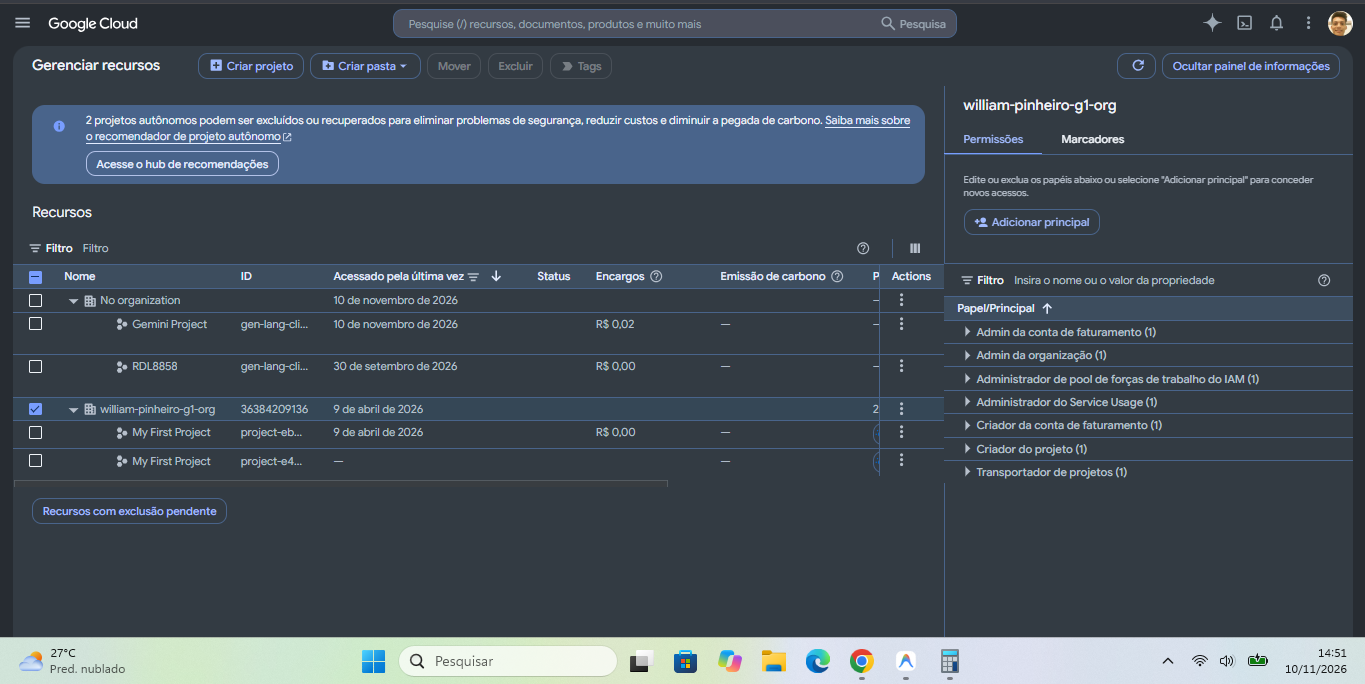 Google Cloud
Pesquise (/) recursos, documentos, produtos e muito mais
Pesquisa
Gerenciar recursos
Criar projeto
Criar pasta
Mover
Excluir
Tags
Ocultar painel de informações
2 projetos autônomos podem ser excluídos ou recuperados para eliminar problemas de segurança, reduzir custos e diminuir a pegada de carbono. Saiba mais sobre
o recomendador de projeto autônomo
Acesse o hub de recomendações
Recursos
Filtro Filtro
Nome ID Acessado pela última vez Status Encargos Emissão de carbono P Actions
No organization 10 de novembro de 2026 —
Gemini Project gen-lang-cli... 10 de novembro de 2026 R$ 0,02 — —
RDL8858 gen-lang-cli... 30 de setembro de 2026 R$ 0,00 — —
william-pinheiro-g1-org 36384209136 9 de abril de 2026 2
My First Project project-eb... 9 de abril de 2026 R$ 0,00 —
My First Project project-e4... — —
Recursos com exclusão pendente
william-pinheiro-g1-org
Permissões Marcadores
Edite ou exclua os papéis abaixo ou selecione "Adicionar principal" para conceder
novos acessos.
Adicionar principal
Filtro Insira o nome ou o valor da propriedade
Papel/Principal
Admin da conta de faturamento (1)
Admin da organização (1)
Administrador de pool de forças de trabalho do IAM (1)
Administrador do Service Usage (1)
Criador da conta de faturamento (1)
Criador do projeto (1)
Transportador de projetos (1)
27°C
Pred. nublado
Pesquisar
14:51
10/11/2026